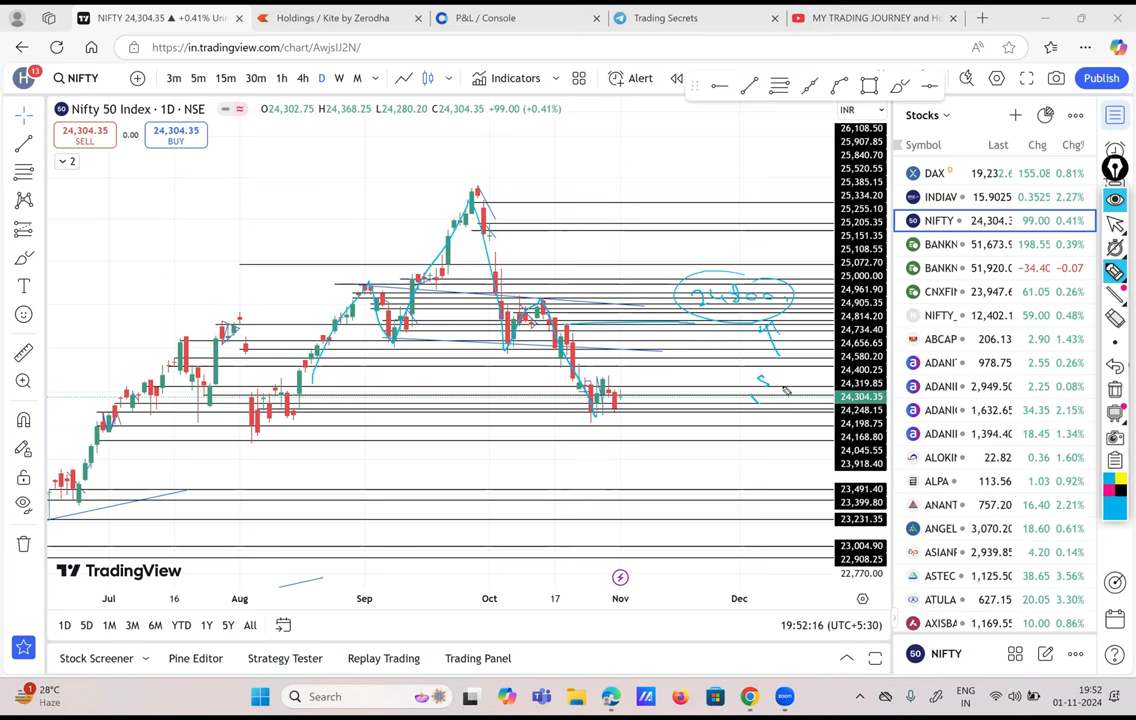 NIFTY 24,304.35 ▲ +0.41% Un
Holdings / Kite by Zerodha
P&L / Console
Trading Secrets
MY TRADING JOURNEY and H
https://in.tradingview.com/chart/AwjsIJ2N/
H
13
NIFTY
3m 5m 15m 30m 1h 4h D W M
Indicators
Alert
Publish
50 Nifty 50 Index · 1D · NSE
O24,302.75 H24,368.25 L24,280.20 C24,304.35 +99.00 (+0.41%)
24,304.35
SELL
0.00
24,304.35
BUY
2
INR
26,108.50
25,907.85
25,840.70
25,520.55
25,385.15
25,334.20
25,255.10
25,205.35
25,151.35
25,108.55
25,072.70
25,000.00
24,961.90
24,905.35
24,814.20
24,734.40
24,656.65
24,580.20
24,400.25
24,319.85
24,304.35
24,248.15
24,198.75
24,168.80
24,045.55
23,918.40
23,491.40
23,399.80
23,231.35
23,004.90
22,908.25
22,770.00
24,800
TradingView
Jul 16 Aug Sep Oct 17 Nov Dec
1D 5D 1M 3M 6M YTD 1Y 5Y All
19:52:16 (UTC+5:30)
Stock Screener
Pine Editor
Strategy Tester
Replay Trading
Trading Panel
Stocks
Symbol Last Chg Chg%
DAX D 19,232.6 155.08 0.81%
INDIAV 15.9025 0.3525 2.27%
50 NIFTY 24,304.3 99.00 0.41%
BANKN 51,673.9 198.55 0.39%
BANKN 51,920.0 -34.40 -0.07
CNXFIN 23,947.6 61.05 0.26%
NIFTY_ 12,402.1 59.00 0.48%
ABCAP 206.13 2.90 1.43%
ADANI 978.75 2.55 0.26%
ADANI 2,949.50 2.25 0.08%
ADANI 1,632.65 34.35 2.15%
ADANI 1,394.40 18.45 1.34%
ALOKI 22.82 0.36 1.60%
ALPA 113.56 1.03 0.92%
ANANT 757.20 16.40 2.21%
ANGEL 3,070.20 18.60 0.61%
ASIANP 2,939.85 4.20 0.14%
ASTEC 1,125.50 38.65 3.56%
ATULA 627.15 20.05 3.30%
AXISBA 1,169.55 10.00 0.86%
50 NIFTY
28°C
Haze
1
Search
ENG
IN
19:52
01-11-2024